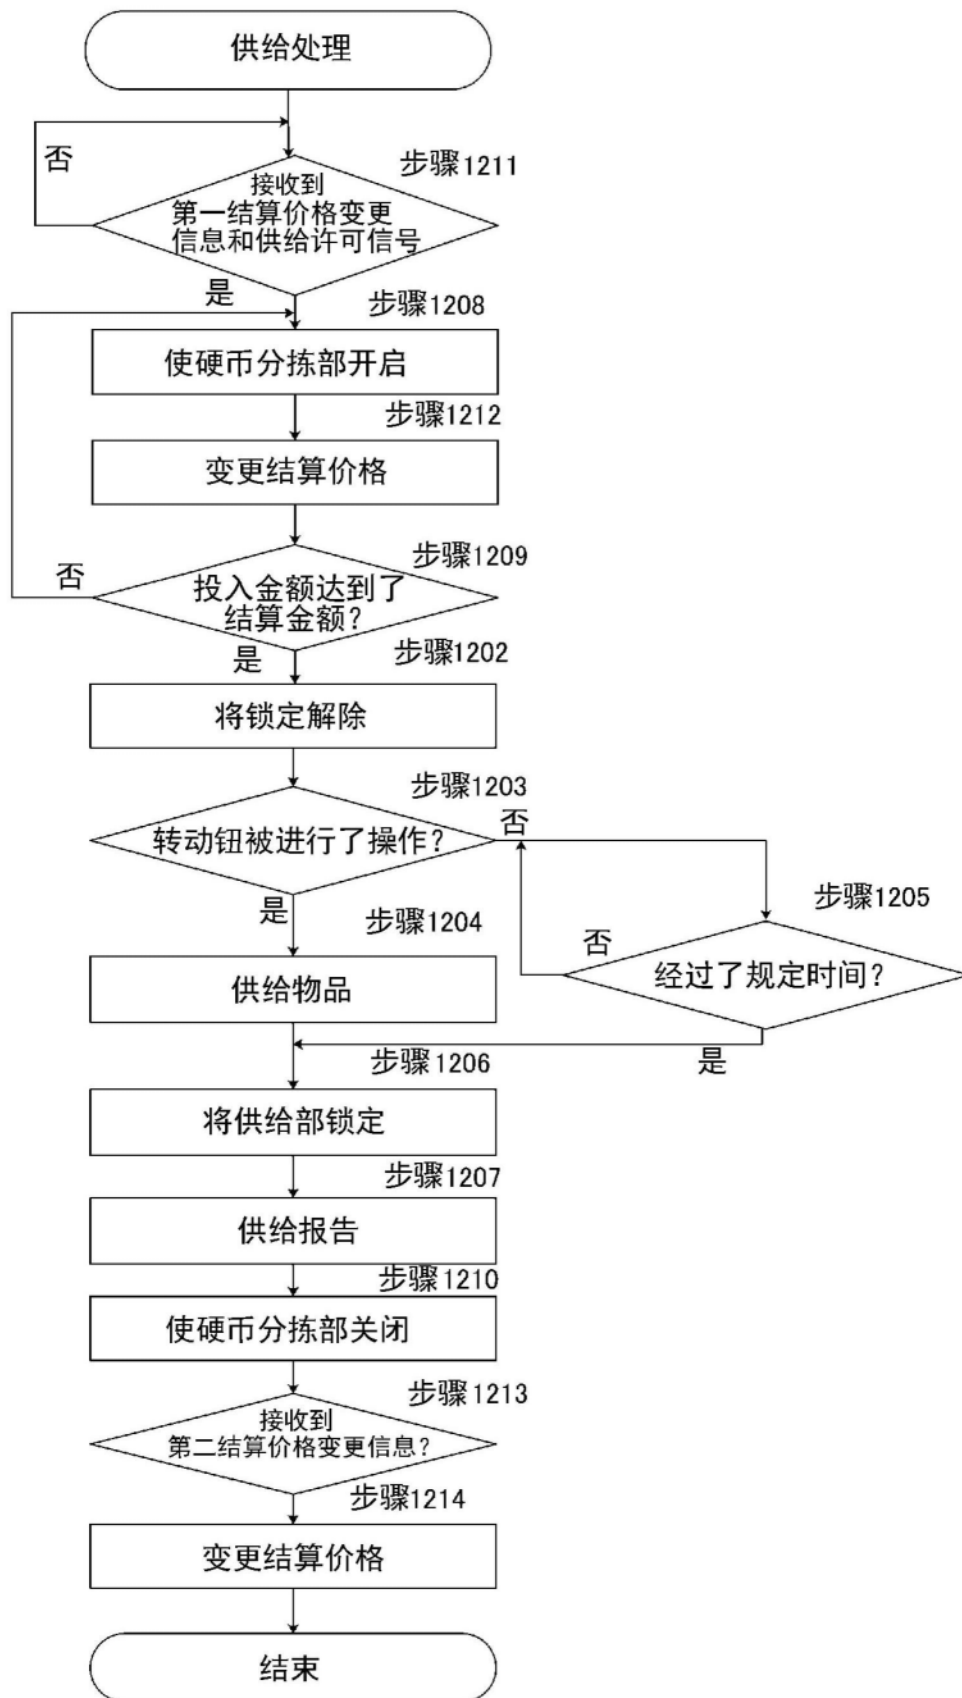 供给处理
否
步骤1211
接收到
第一结算价格变更
信息和供给许可信号
是
步骤1208
使硬币分拣部开启
步骤1212
变更结算价格
步骤1209
否
投入金额达到了
结算金额？
是
步骤1202
将锁定解除
步骤1203
转动钮被进行了操作？
否
是
步骤1204
步骤1205
供给物品
否
经过了规定时间？
是
步骤1206
将供给部锁定
步骤1207
供给报告
步骤1210
使硬币分拣部关闭
步骤1213
接收到
第二结算价格变更信息？
步骤1214
变更结算价格
结束